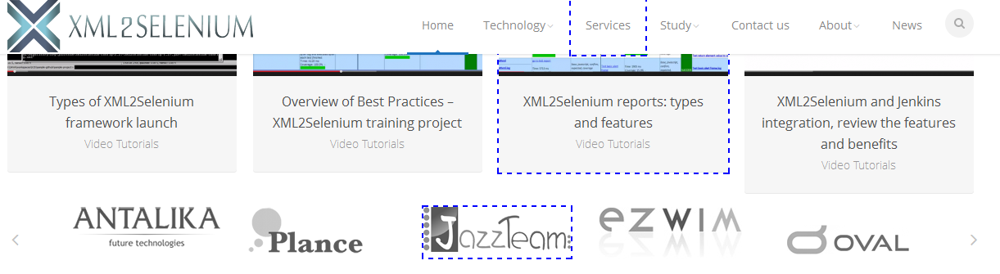 XML2SELENIUM
Home Technology Services Study Contact us About News
Types of XML2Selenium
framework launch
Video Tutorials
Overview of Best Practices –
XML2Selenium training project
Video Tutorials
XML2Selenium reports: types
and features
Video Tutorials
XML2Selenium and Jenkins
integration, review the features
and benefits
Video Tutorials
ANTALIKA
future technologies
Plance
JazzTeam
ezwim
OVAL